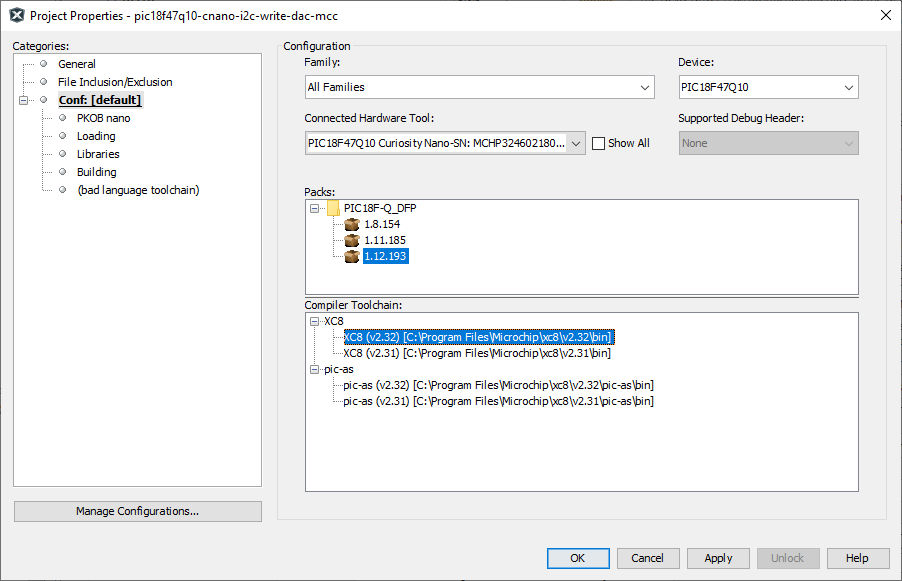 Project Properties - pic18f47q10-cnano-i2c-write-dac-mcc
Categories:
General
File Inclusion/Exclusion
Conf: [default]
PKOB nano
Loading
Libraries
Building
(bad language toolchain)
Manage Configurations...
Configuration
Family:
Device:
All Families
PIC18F47Q10
Connected Hardware Tool:
Supported Debug Header:
PIC18F47Q10 Curiosity Nano-SN: MCHP324602180...
Show All
None
Packs:
PIC18F-Q_DFP
1.8.154
1.11.185
1.12.193
Compiler Toolchain:
XC8
XC8 (v2.32) [C:\Program Files\Microchip\xc8\v2.32\bin]
XC8 (v2.31) [C:\Program Files\Microchip\xc8\v2.31\bin]
pic-as
pic-as (v2.32) [C:\Program Files\Microchip\xc8\v2.32\pic-as\bin]
pic-as (v2.31) [C:\Program Files\Microchip\xc8\v2.31\pic-as\bin]
OK
Cancel
Apply
Unlock
Help